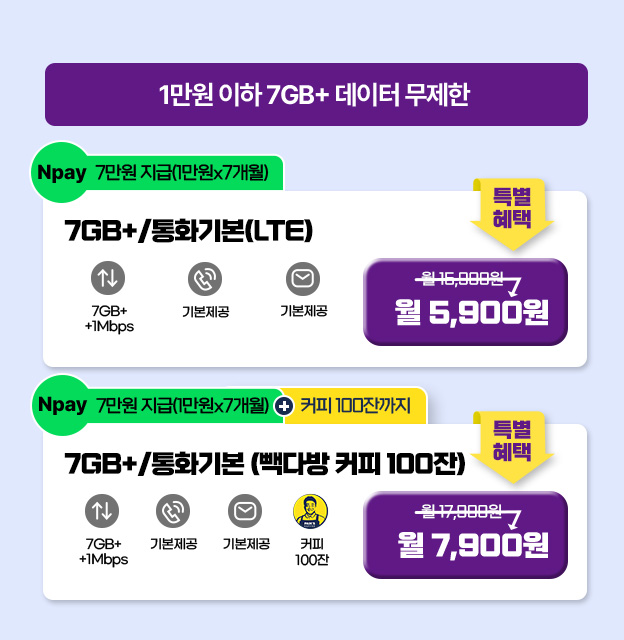 1만원 이하 7GB+ 데이터 무제한
Npay 7만원 지급(1만원x7개월)
특별
혜택
7GB+/통화기본(LTE)
월 15,900원
월 5,900원
7GB+
+1Mbps
기본제공
기본제공
Npay 7만원 지급(1만원x7개월) + 커피 100잔까지
특별
혜택
7GB+/통화기본 (빽다방 커피 100잔)
월 17,900원
월 7,900원
7GB+
+1Mbps
기본제공
기본제공
커피
100잔